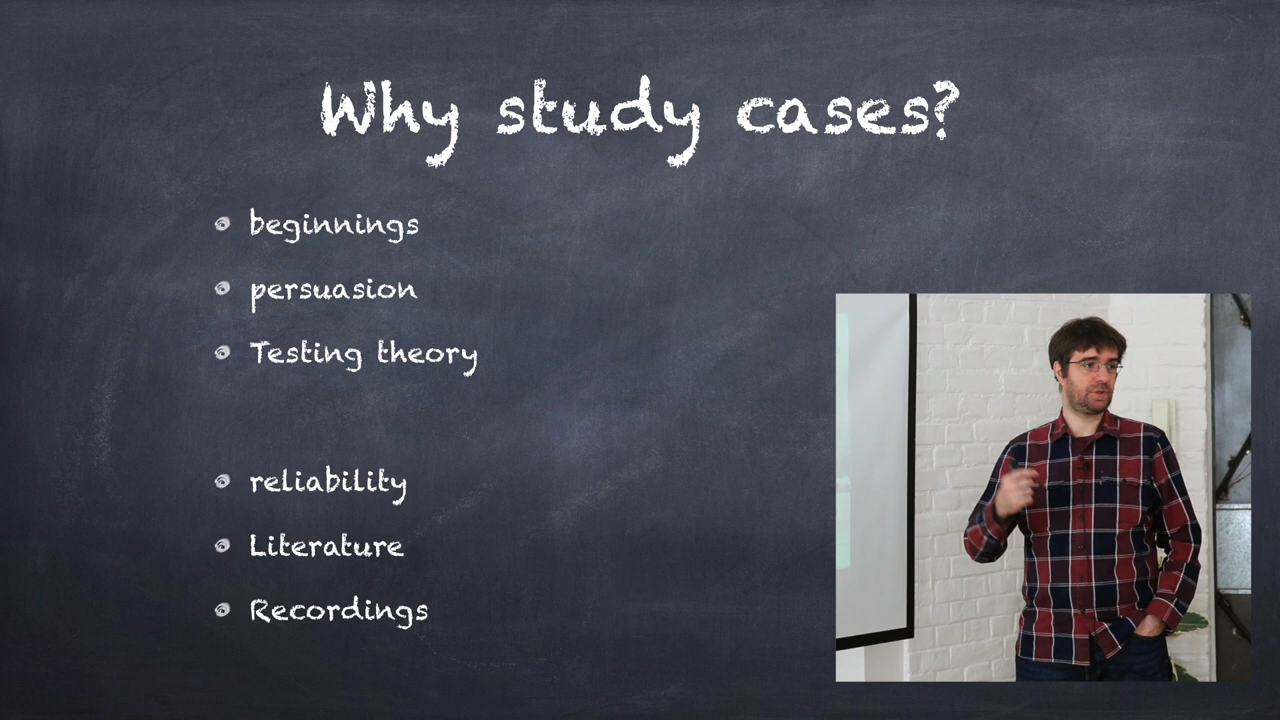 Why study cases?
beginnings
persuasion
Testing theory
reliability
Literature
Recordings